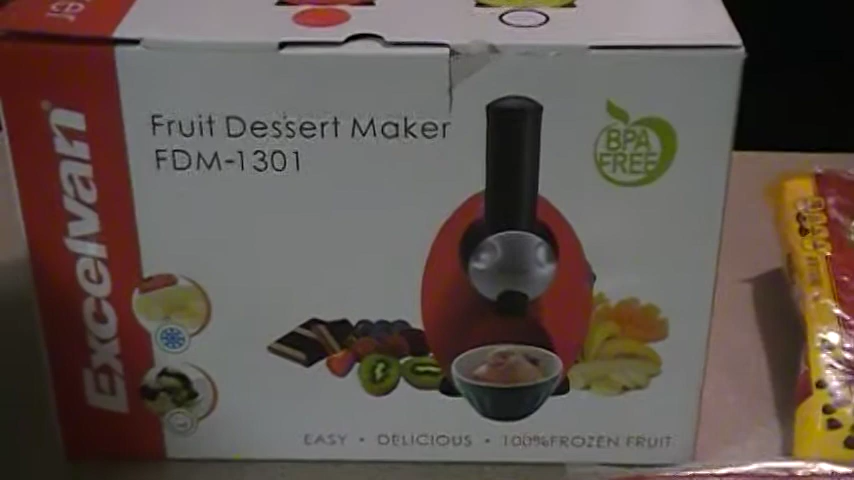 Excelvan
Fruit Dessert Maker
FDM-1301
BPA
FREE
EASY • DELICIOUS • 100%FROZEN FRUIT